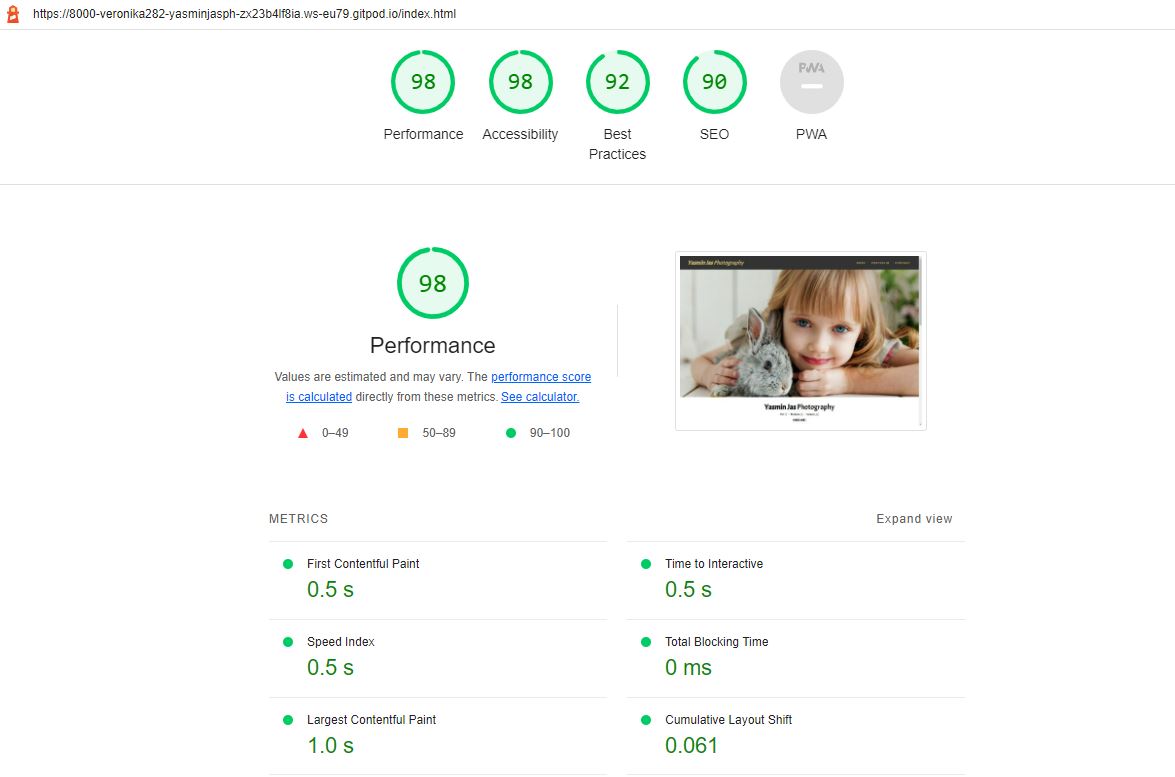 https://8000-veronika282-yasminjasph-zx23b4lf8ia.ws-eu79.gitpod.io/index.html
98 98 92 90 PWA
Performance Accessibility Best Practices SEO PWA
98
Performance
Values are estimated and may vary. The performance score
is calculated directly from these metrics. See calculator.
0–49 50–89 90–100
Yasmin Jas Photography
Yasmin Jas Photography
METRICS Expand view
First Contentful Paint
0.5 s
Time to Interactive
0.5 s
Speed Index
0.5 s
Total Blocking Time
0 ms
Largest Contentful Paint
1.0 s
Cumulative Layout Shift
0.061